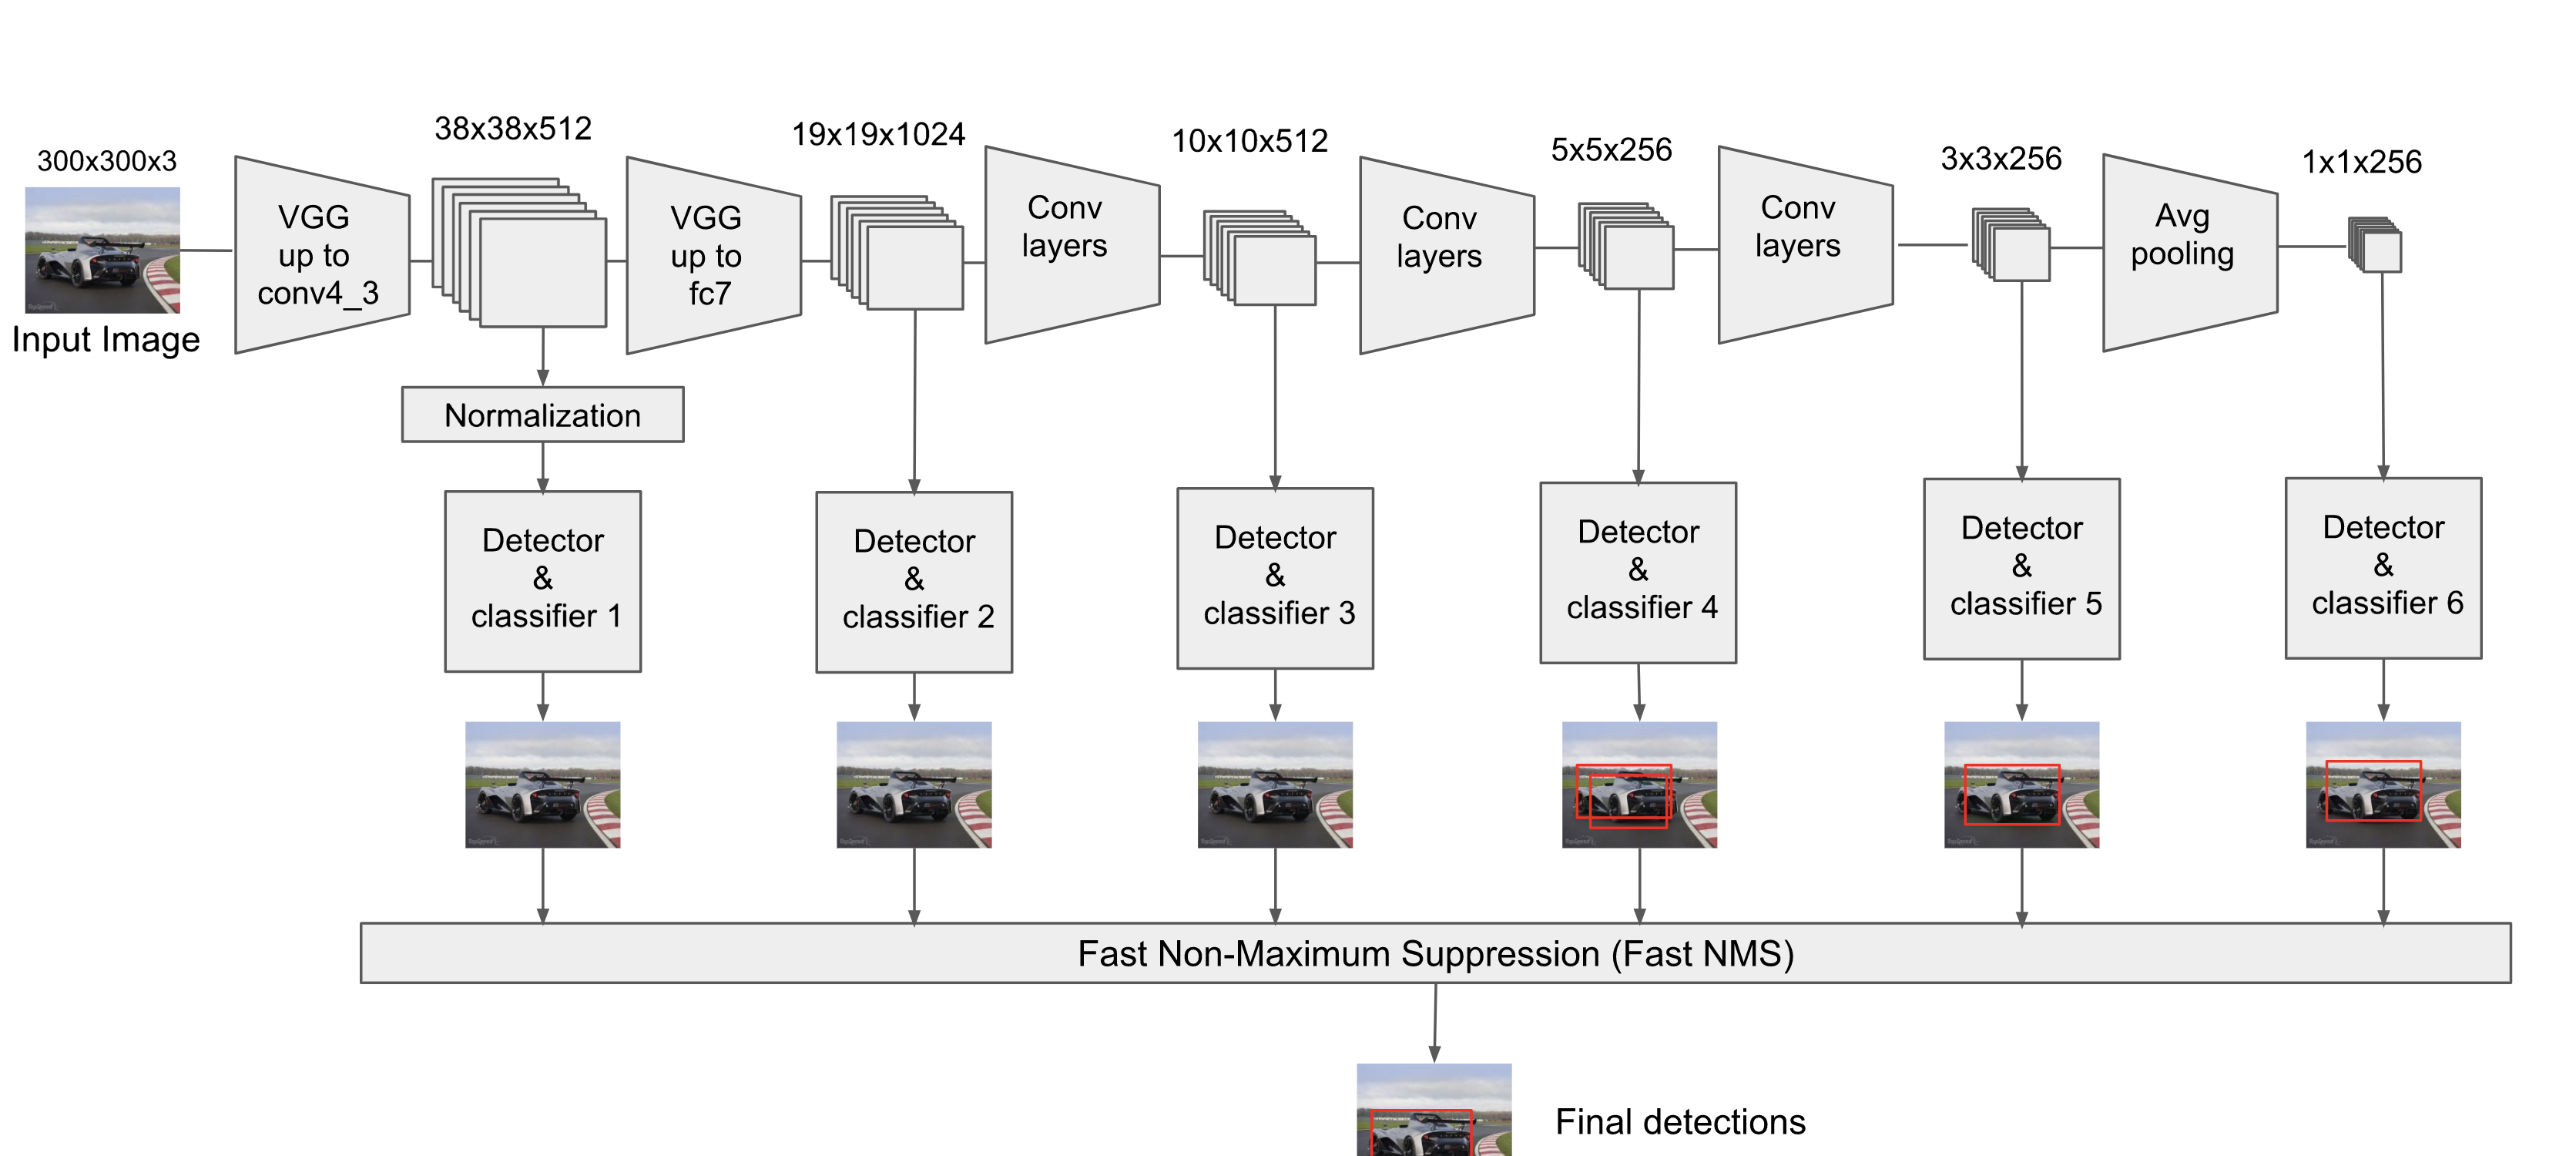 300x300x3
38x38x512
19x19x1024
10x10x512
5x5x256
3x3x256
1x1x256
Input Image
VGG
up to
conv4_3
VGG
up to
fc7
Conv
layers
Conv
layers
Conv
layers
Avg
pooling
Normalization
Detector
&
classifier 1
Detector
&
classifier 2
Detector
&
classifier 3
Detector
&
classifier 4
Detector
&
classifier 5
Detector
&
classifier 6
Fast Non-Maximum Suppression (Fast NMS)
Final detections